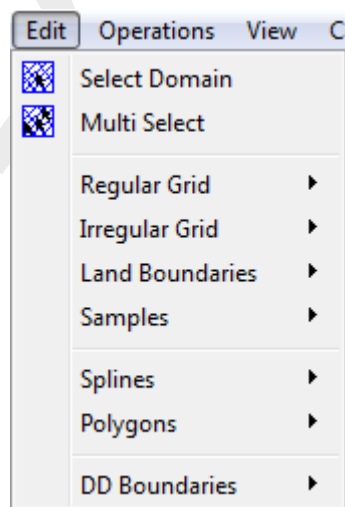 Edit Operations View
Select Domain
Multi Select
Regular Grid
Irregular Grid
Land Boundaries
Samples
Splines
Polygons
DD Boundaries